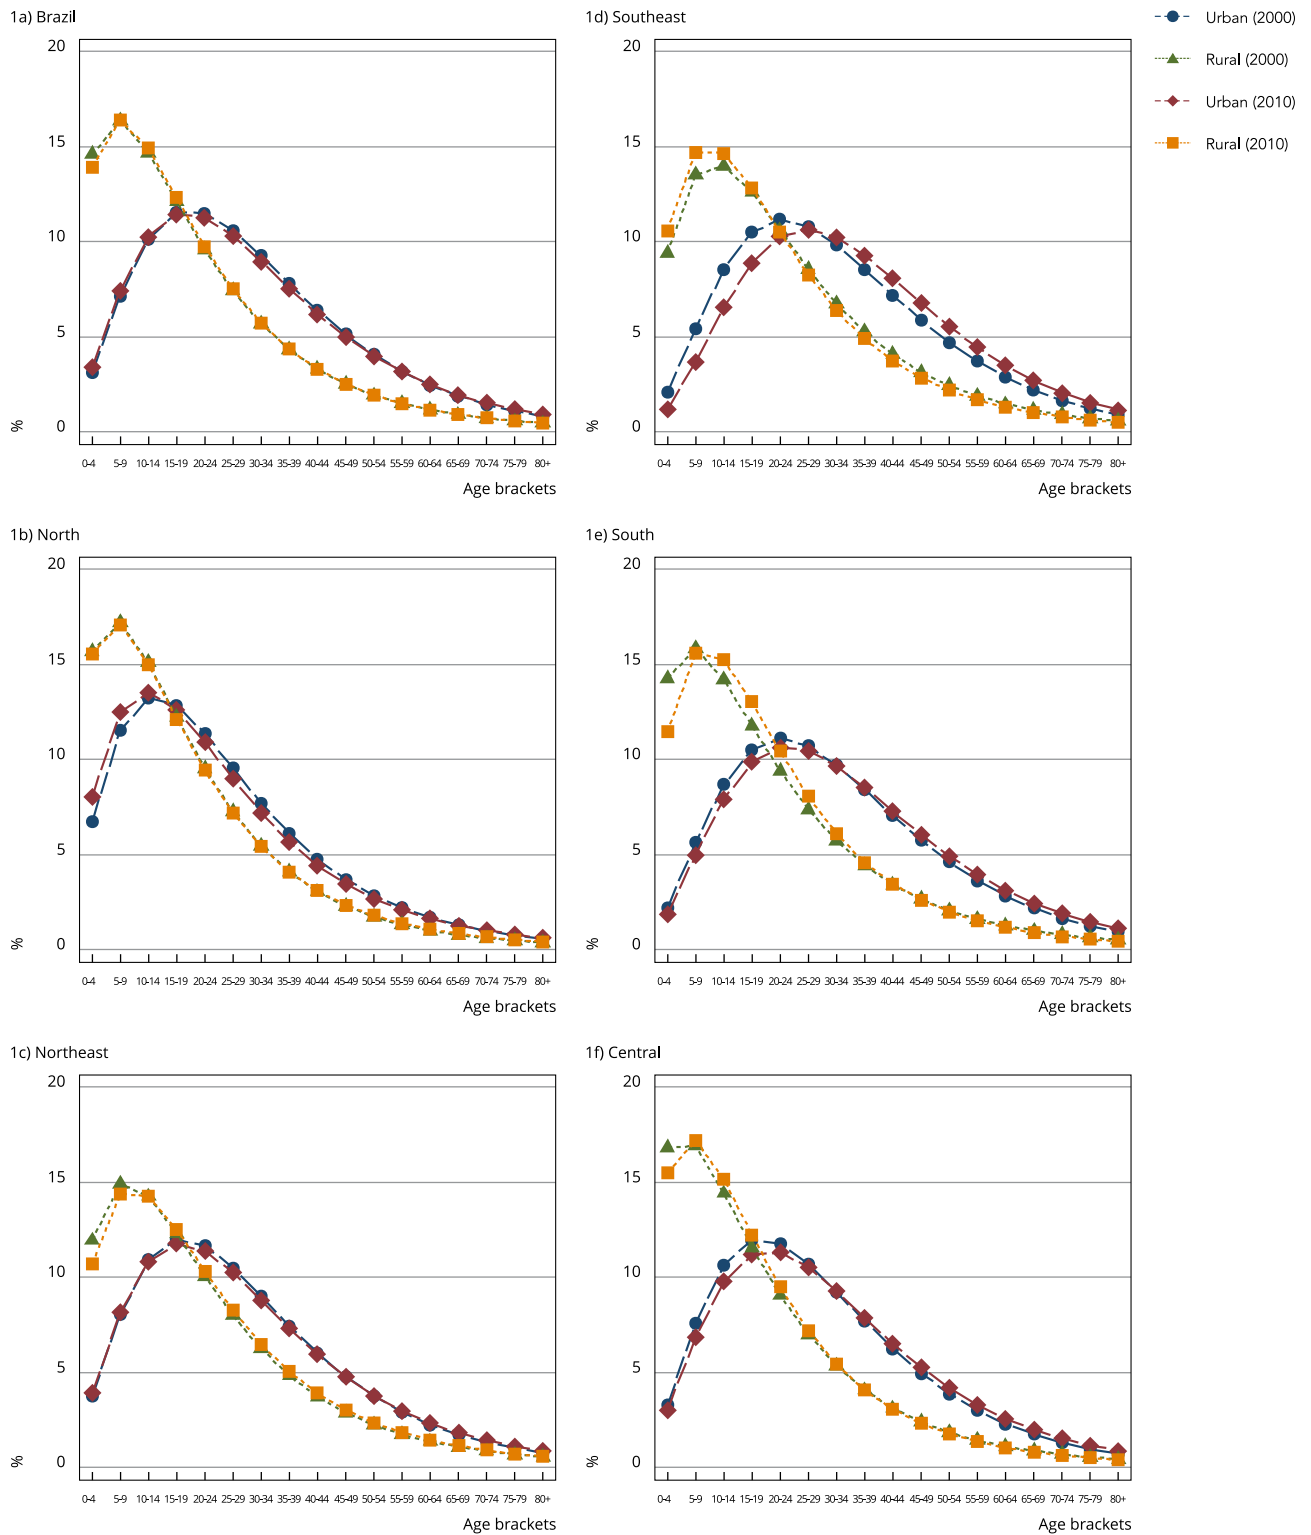 1a) Brazil
20
15
10
5
0
%
0-4 5-9 10-14 15-19 20-24 25-29 30-34 35-39 40-44 45-49 50-54 55-59 60-64 65-69 70-74 75-79 80+
Age brackets
1d) Southeast
20
15
10
5
0
%
0-4 5-9 10-14 15-19 20-24 25-29 30-34 35-39 40-44 45-49 50-54 55-59 60-64 65-69 70-74 75-79 80+
Age brackets
Urban (2000)
Rural (2000)
Urban (2010)
Rural (2010)
1b) North
20
15
10
5
0
%
0-4 5-9 10-14 15-19 20-24 25-29 30-34 35-39 40-44 45-49 50-54 55-59 60-64 65-69 70-74 75-79 80+
Age brackets
1e) South
20
15
10
5
0
%
0-4 5-9 10-14 15-19 20-24 25-29 30-34 35-39 40-44 45-49 50-54 55-59 60-64 65-69 70-74 75-79 80+
Age brackets
1c) Northeast
20
15
10
5
0
%
0-4 5-9 10-14 15-19 20-24 25-29 30-34 35-39 40-44 45-49 50-54 55-59 60-64 65-69 70-74 75-79 80+
Age brackets
1f) Central
20
15
10
5
0
%
0-4 5-9 10-14 15-19 20-24 25-29 30-34 35-39 40-44 45-49 50-54 55-59 60-64 65-69 70-74 75-79 80+
Age brackets